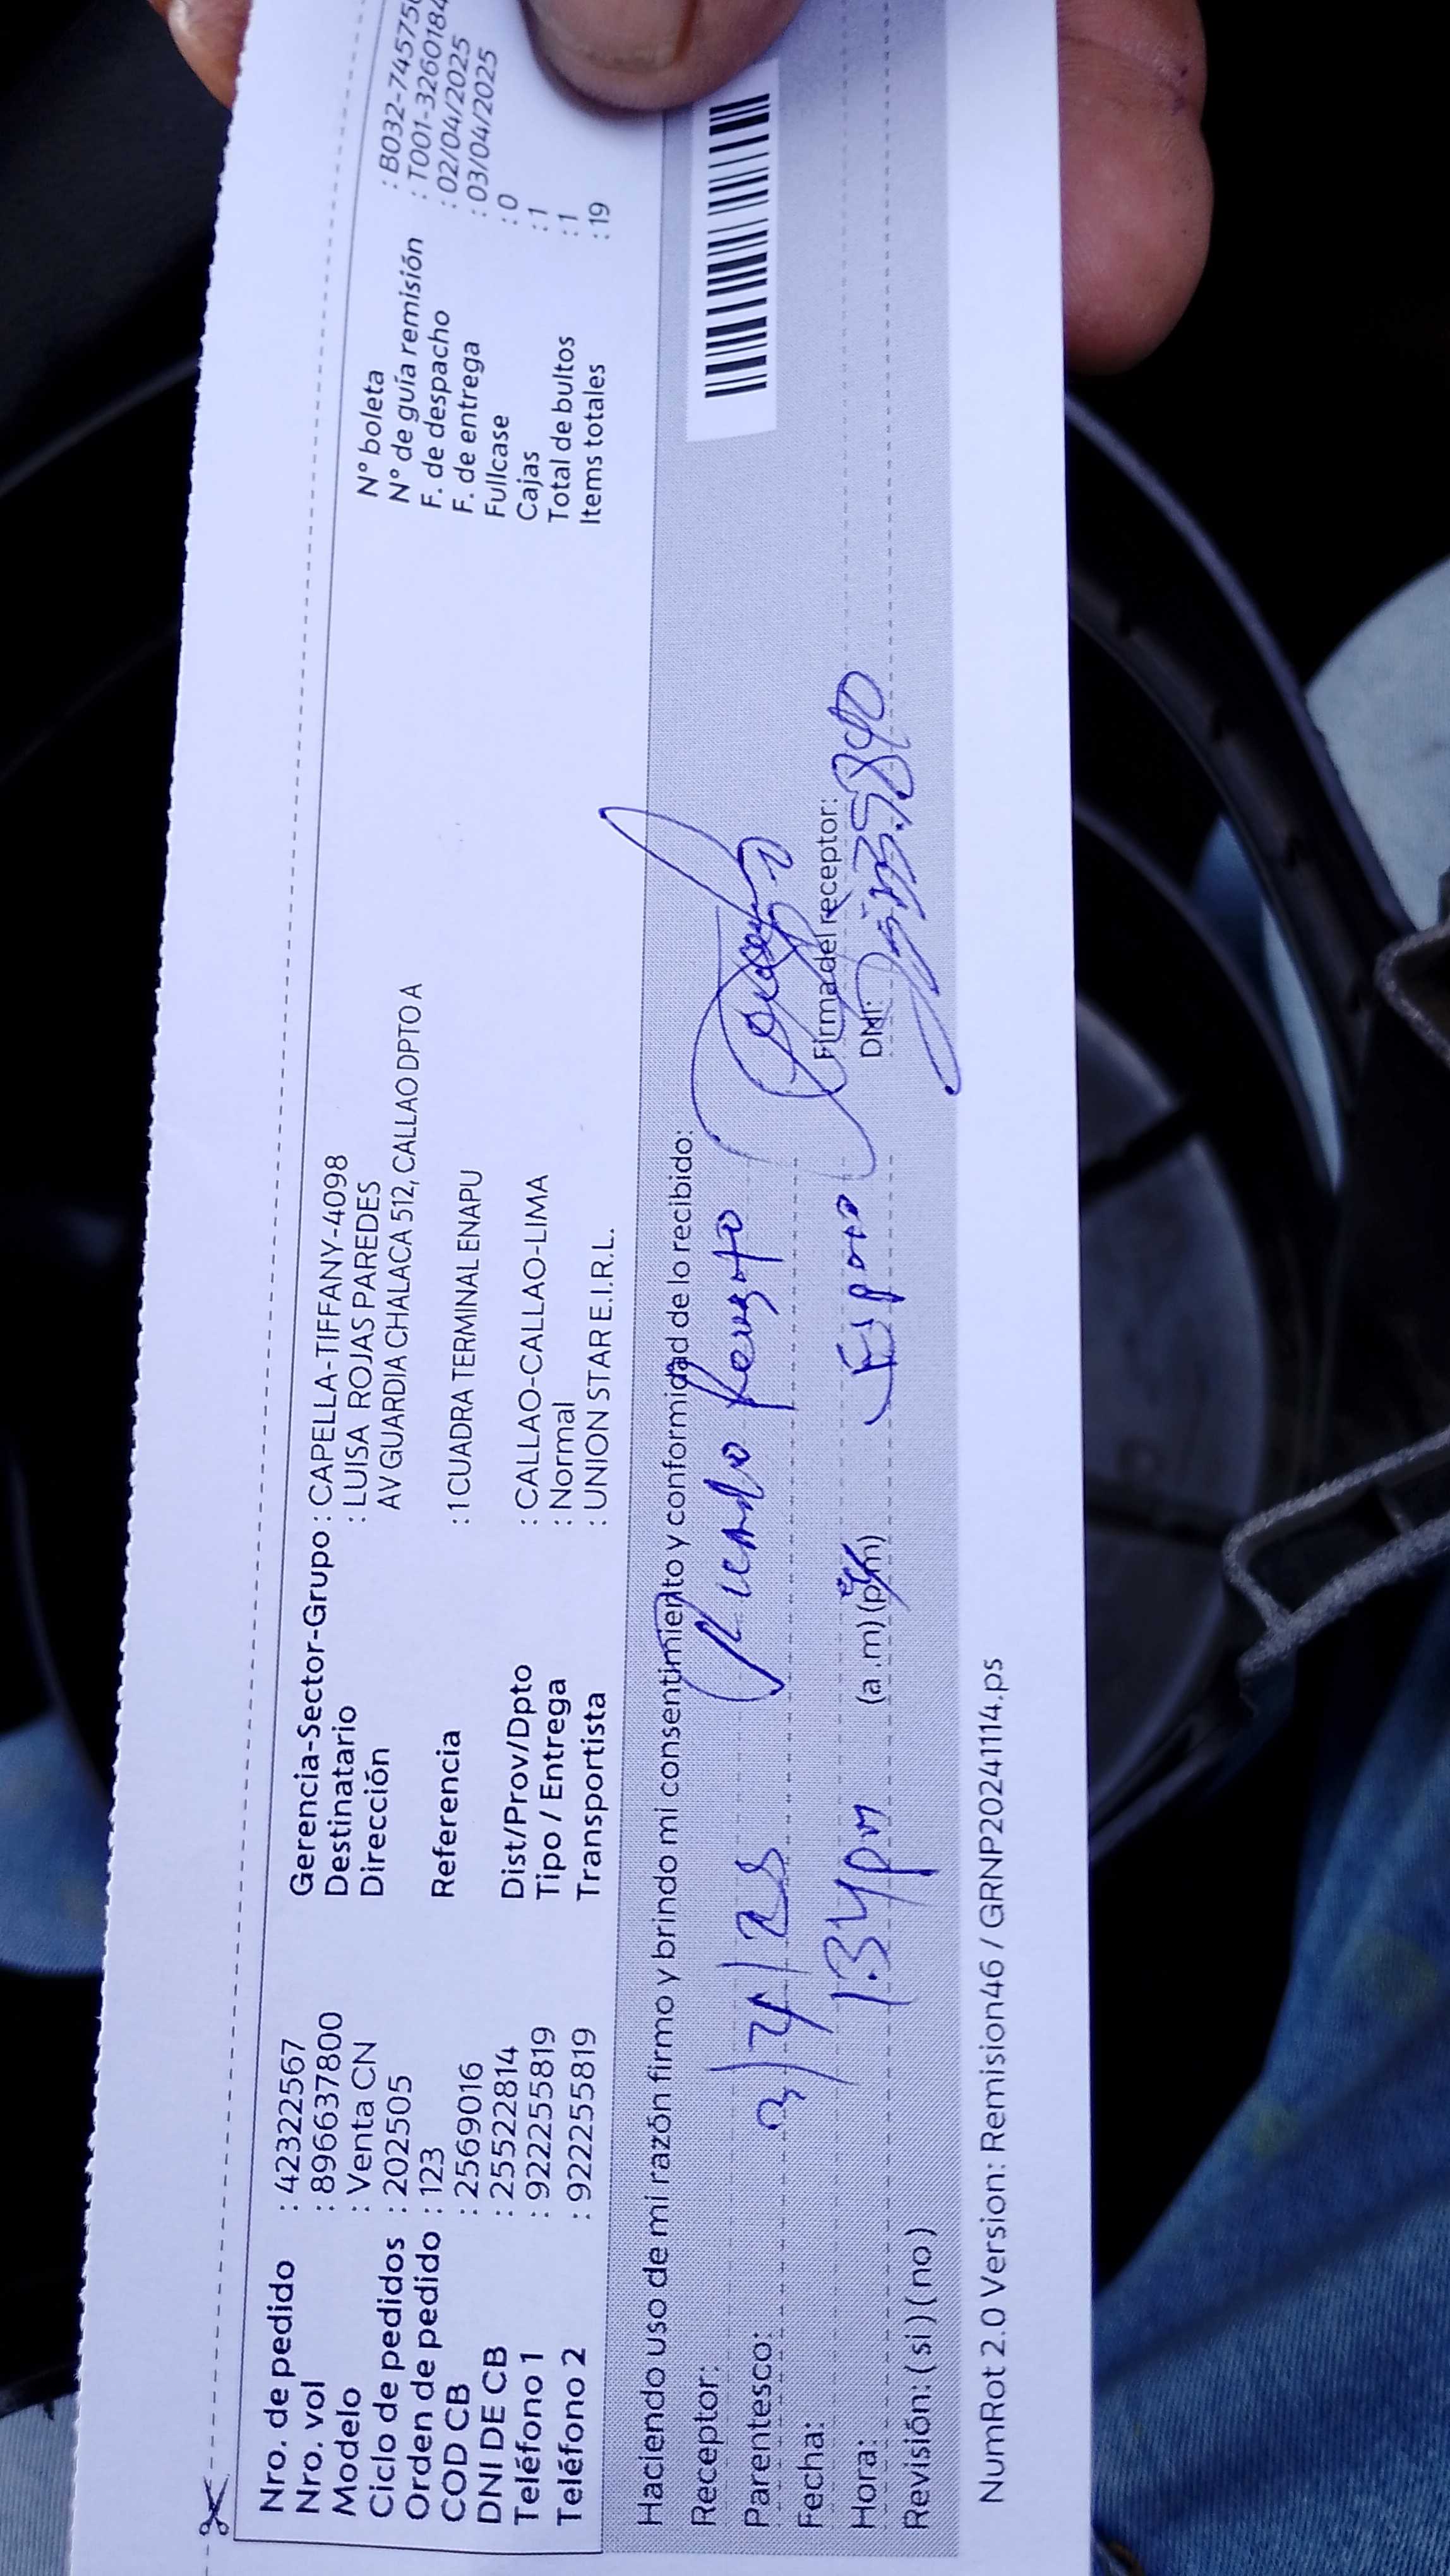 Nro. de pedido : 42322567
Nro. vol : 896637800
Modelo : Venta CN
Ciclo de pedidos : 202505
Orden de pedido : 123
COD CB : 2569016
DNI DE CB : 25522814
Teléfono 1 : 922255819
Teléfono 2 : 922255819
Gerencia-Sector-Grupo : CAPELLA-TIFFANY-4098
Destinatario : LUISA ROJAS PAREDES
Dirección AV GUARDIA CHALACA 512, CALLAO DPTO A
Referencia : 1 CUADRA TERMINAL ENAPU
Dist/Prov/Dpto : CALLAO-CALLAO-LIMA
Tipo / Entrega : Normal
Transportista : UNION STAR E.I.R.L.
N° boleta : B032-745750
N° de guía remisión : T001-3260184
F. de despacho : 02/04/2025
F. de entrega : 03/04/2025
Fullcase : 0
Cajas : 1
Total de bultos : 1
Items totales : 19
Haciendo uso de mi razón firmo y brindo mi consentimiento y conformidad de lo recibido:
Receptor:
Parentesco:
Fecha: 3/4/25
Hora: 1:34pm (a.m) (p.m)
Revisión: ( si ) ( no )
Firma del receptor:
DNI:
NumRot 2.0 Version: Remision46 / GRNP20241114.ps